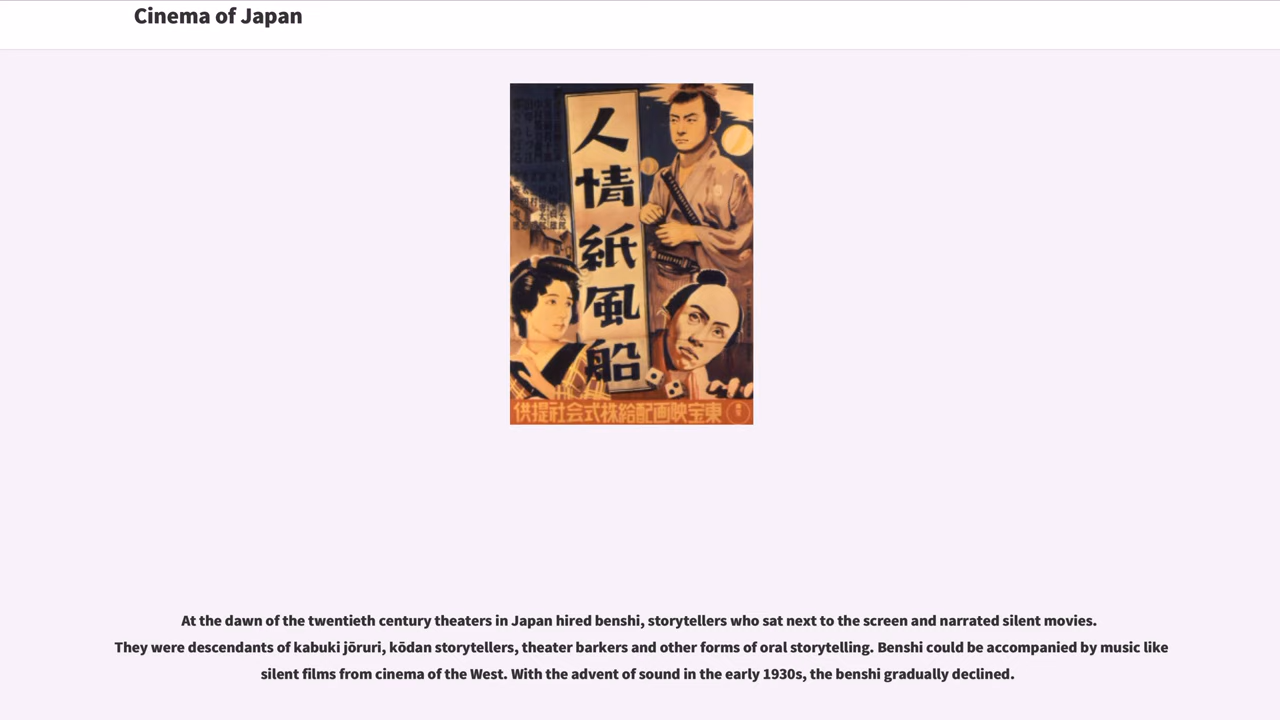 Cinema of Japan
人情紙風船
供提社会式株給配画映宝東
At the dawn of the twentieth century theaters in Japan hired benshi, storytellers who sat next to the screen and narrated silent movies.
They were descendants of kabuki jōruri, kōdan storytellers, theater barkers and other forms of oral storytelling. Benshi could be accompanied by music like
silent films from cinema of the West. With the advent of sound in the early 1930s, the benshi gradually declined.